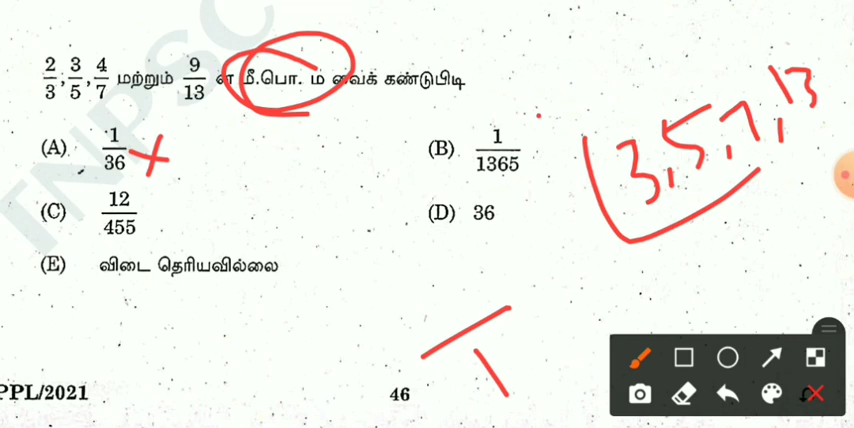 2/3, 3/5, 4/7 மற்றும் 9/13 ன் மீ.பொ. ம வைக் கண்டுபிடி
(A) 1/36
(B) 1/1365
(C) 12/455
(D) 36
(E) விடை தெரியவில்லை
3, 5, 7, 13
PPL/2021
46
TNPSC